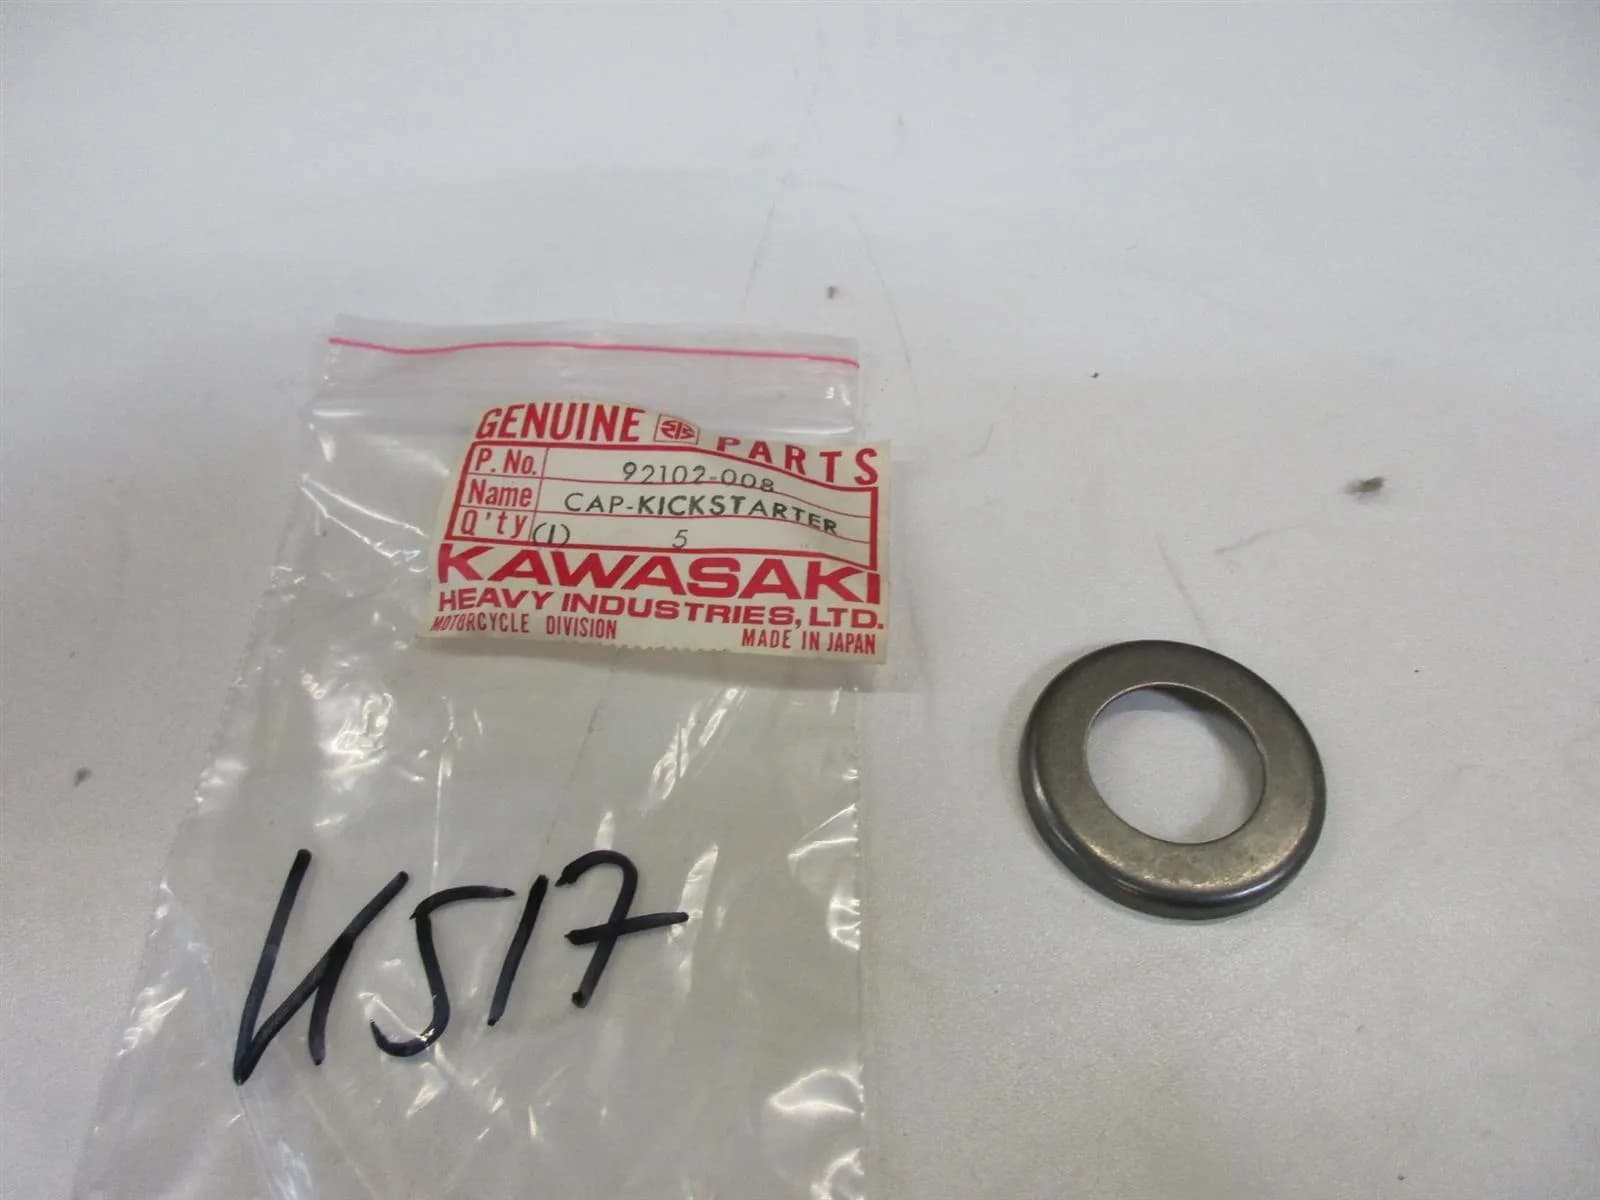 GENUINE PARTS
P. No. 92102-008
Name CAP-KICKSTARTER
Q'ty (1) 5
KAWASAKI
HEAVY INDUSTRIES, LTD.
MOTORCYCLE DIVISION MADE IN JAPAN
K517